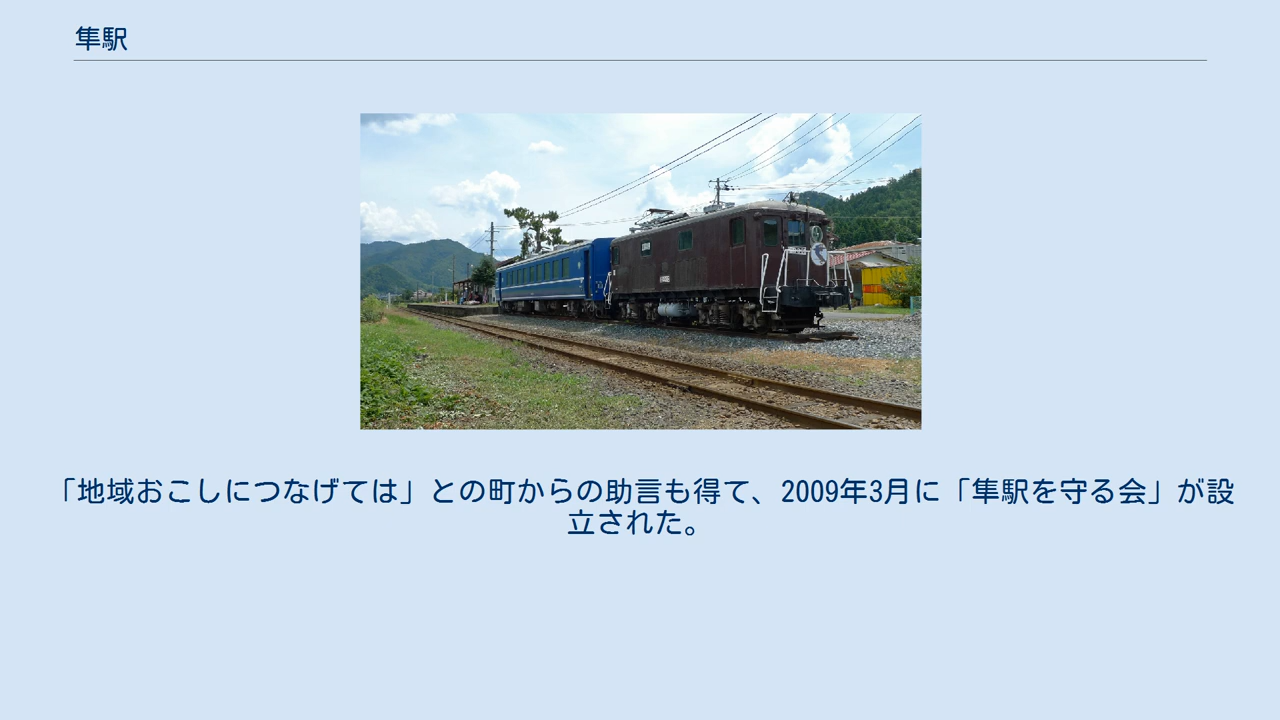 隼駅
「地域おこしにつなげては」との町からの助言も得て、2009年3月に「隼駅を守る会」が設
立された。